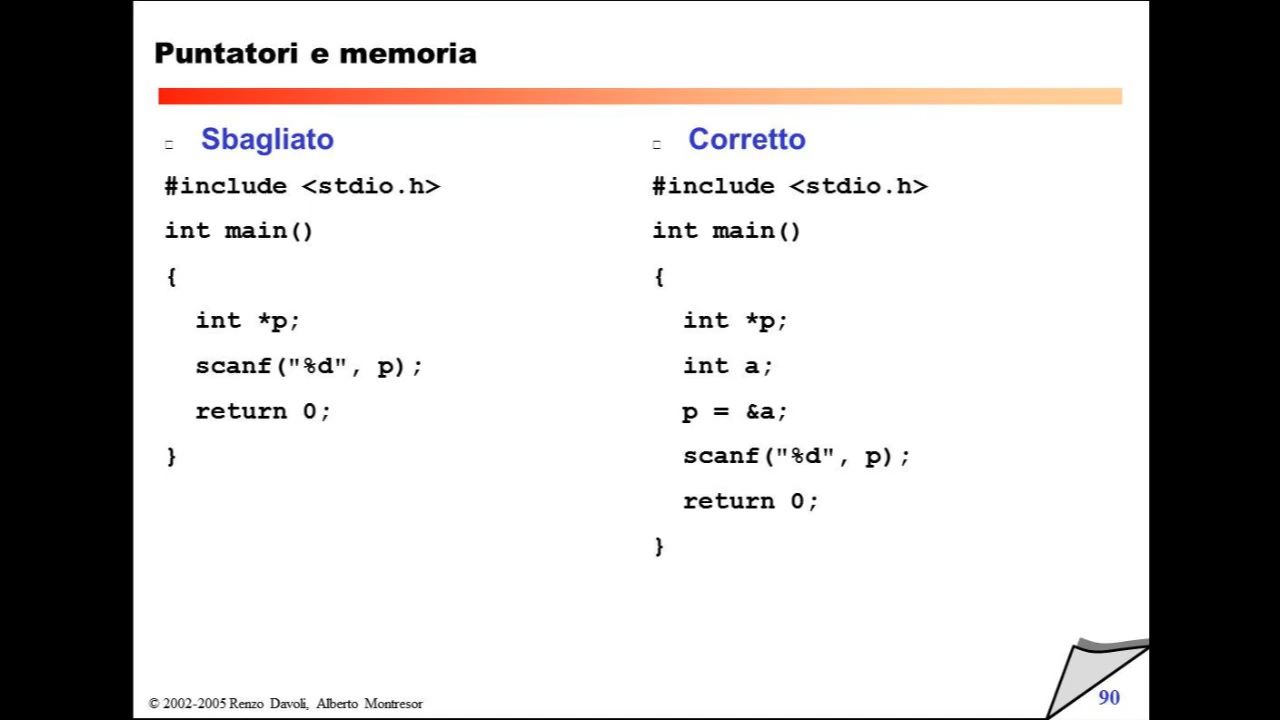 Puntatori e memoria
Sbagliato
#include <stdio.h>
int main()
{
int *p;
scanf("%d", p);
return 0;
}
Corretto
#include <stdio.h>
int main()
{
int *p;
int a;
p = &a;
scanf("%d", p);
return 0;
}
© 2002-2005 Renzo Davoli, Alberto Montresor
90